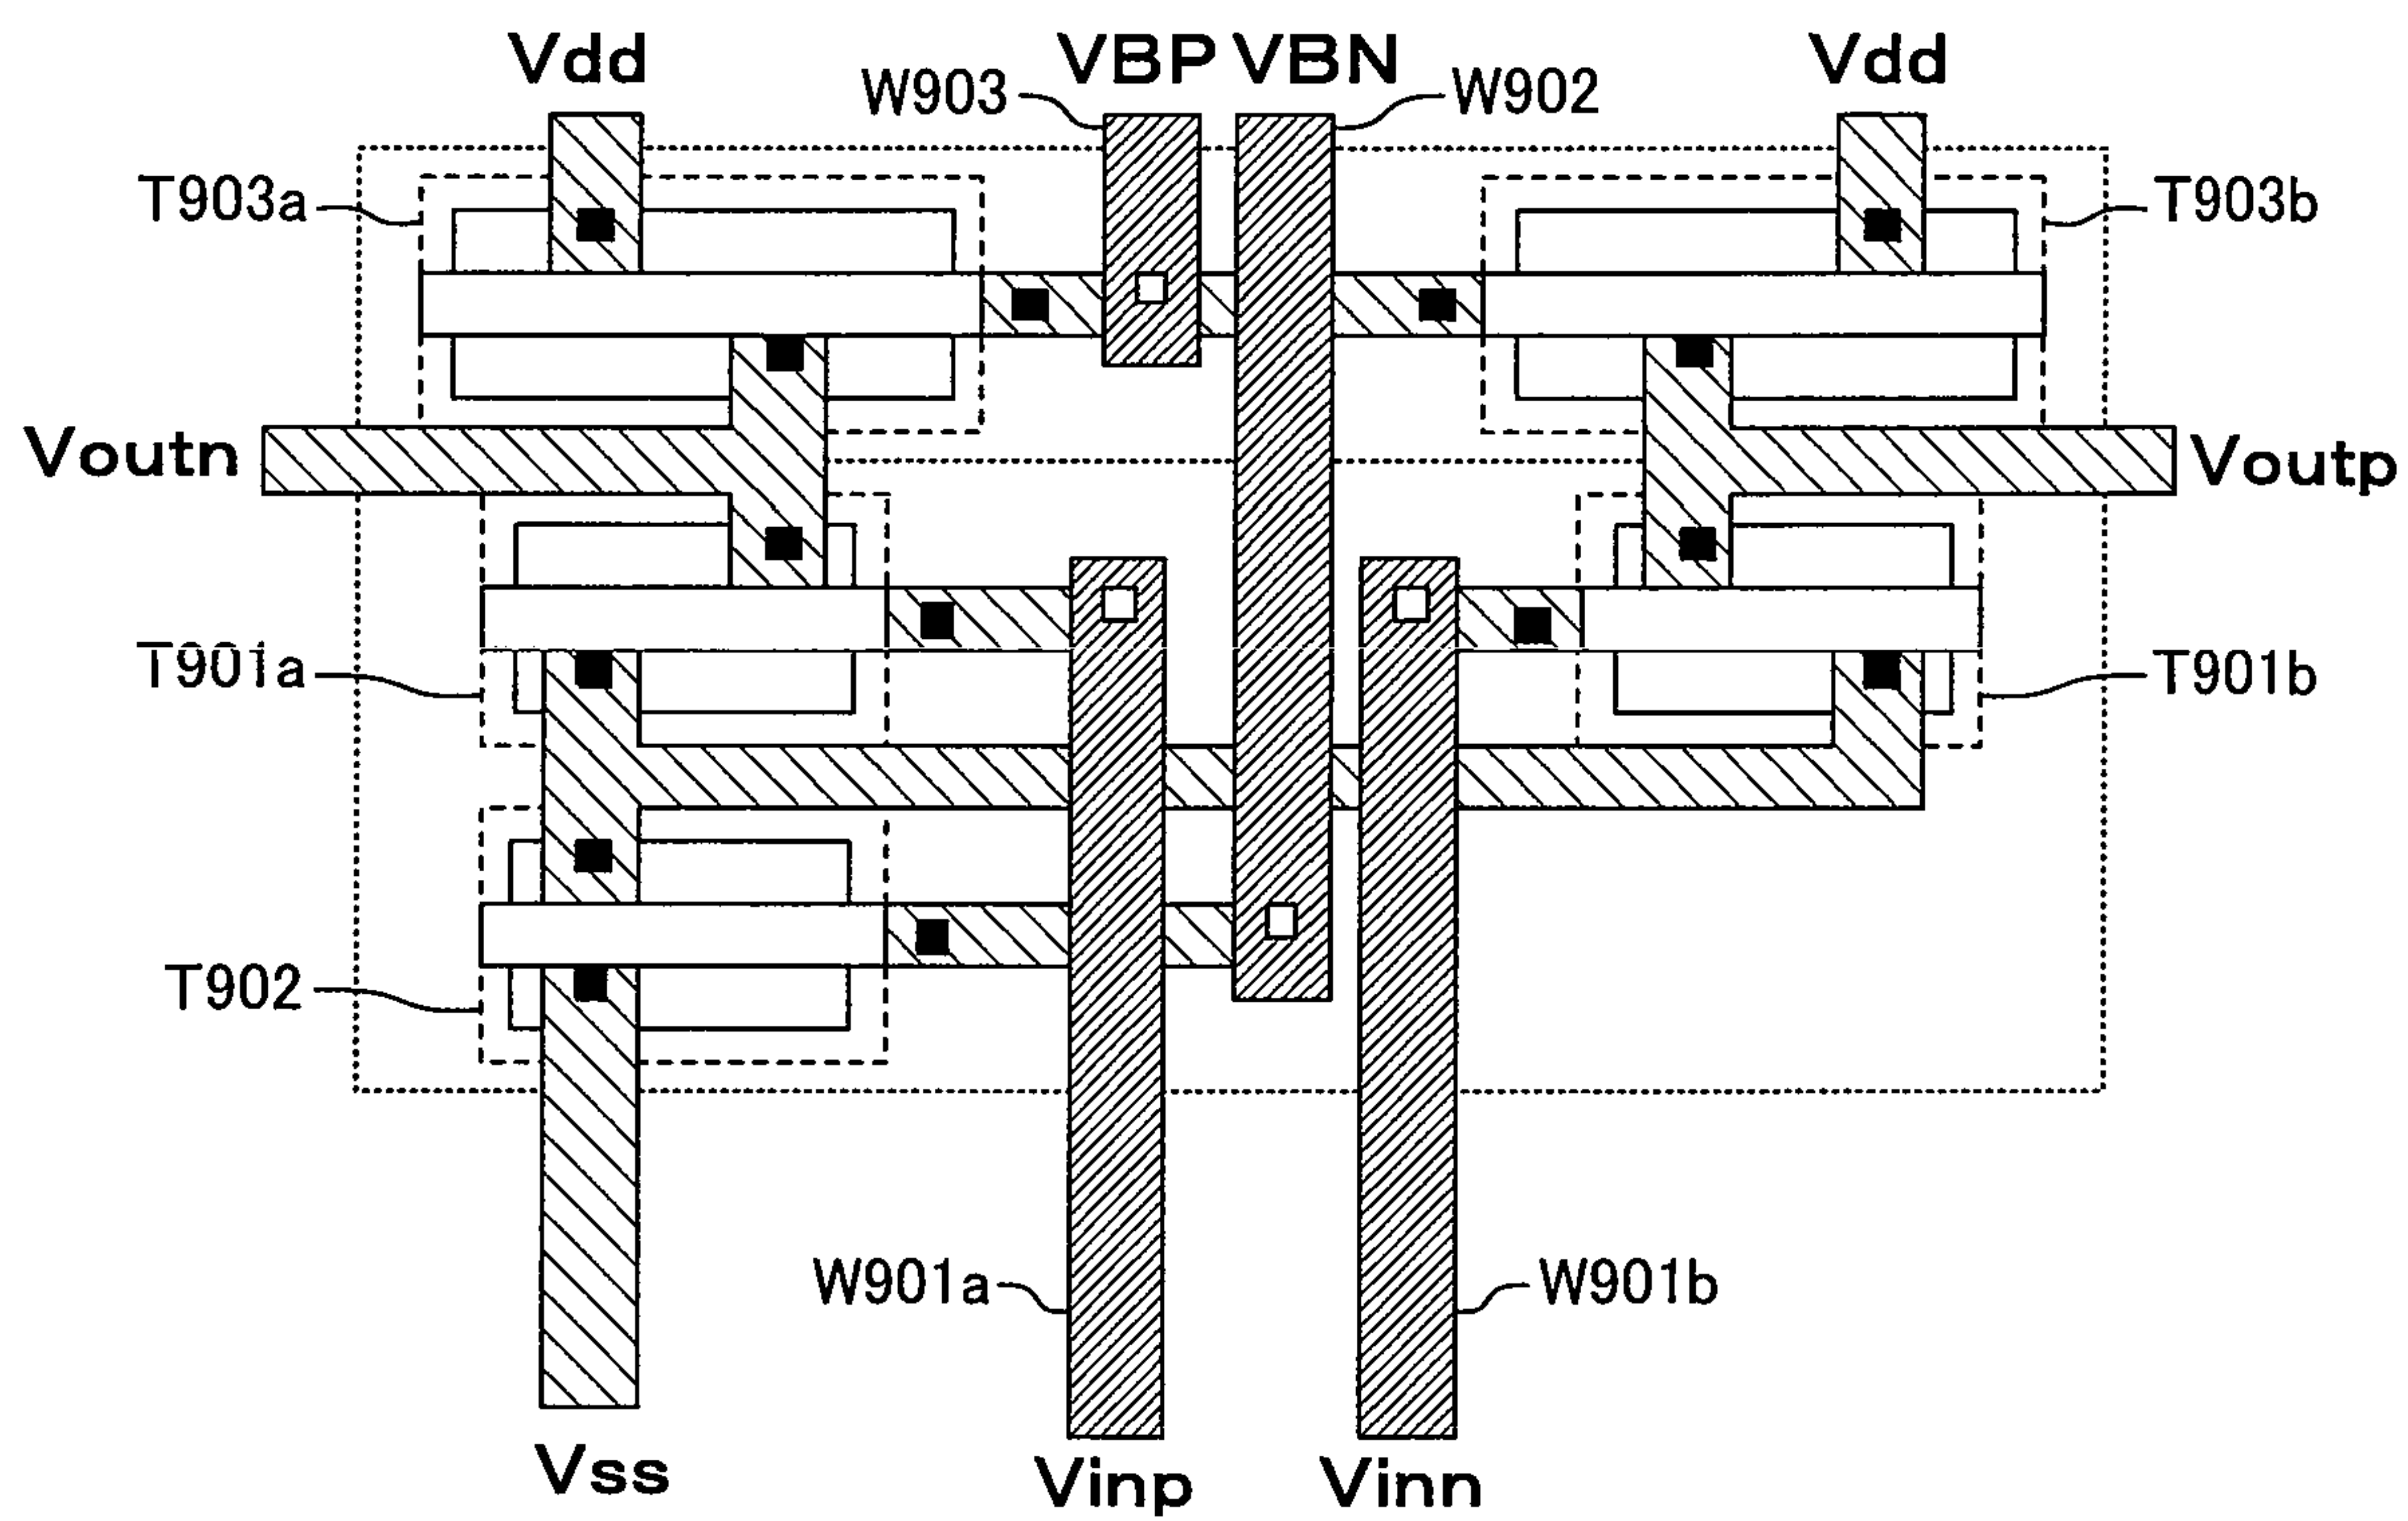 Vdd VBP VBN Vdd
W903 W902
T903a T903b
Voutn Voutp
T901a T901b
T902
W901a W901b
Vss Vinp Vinn